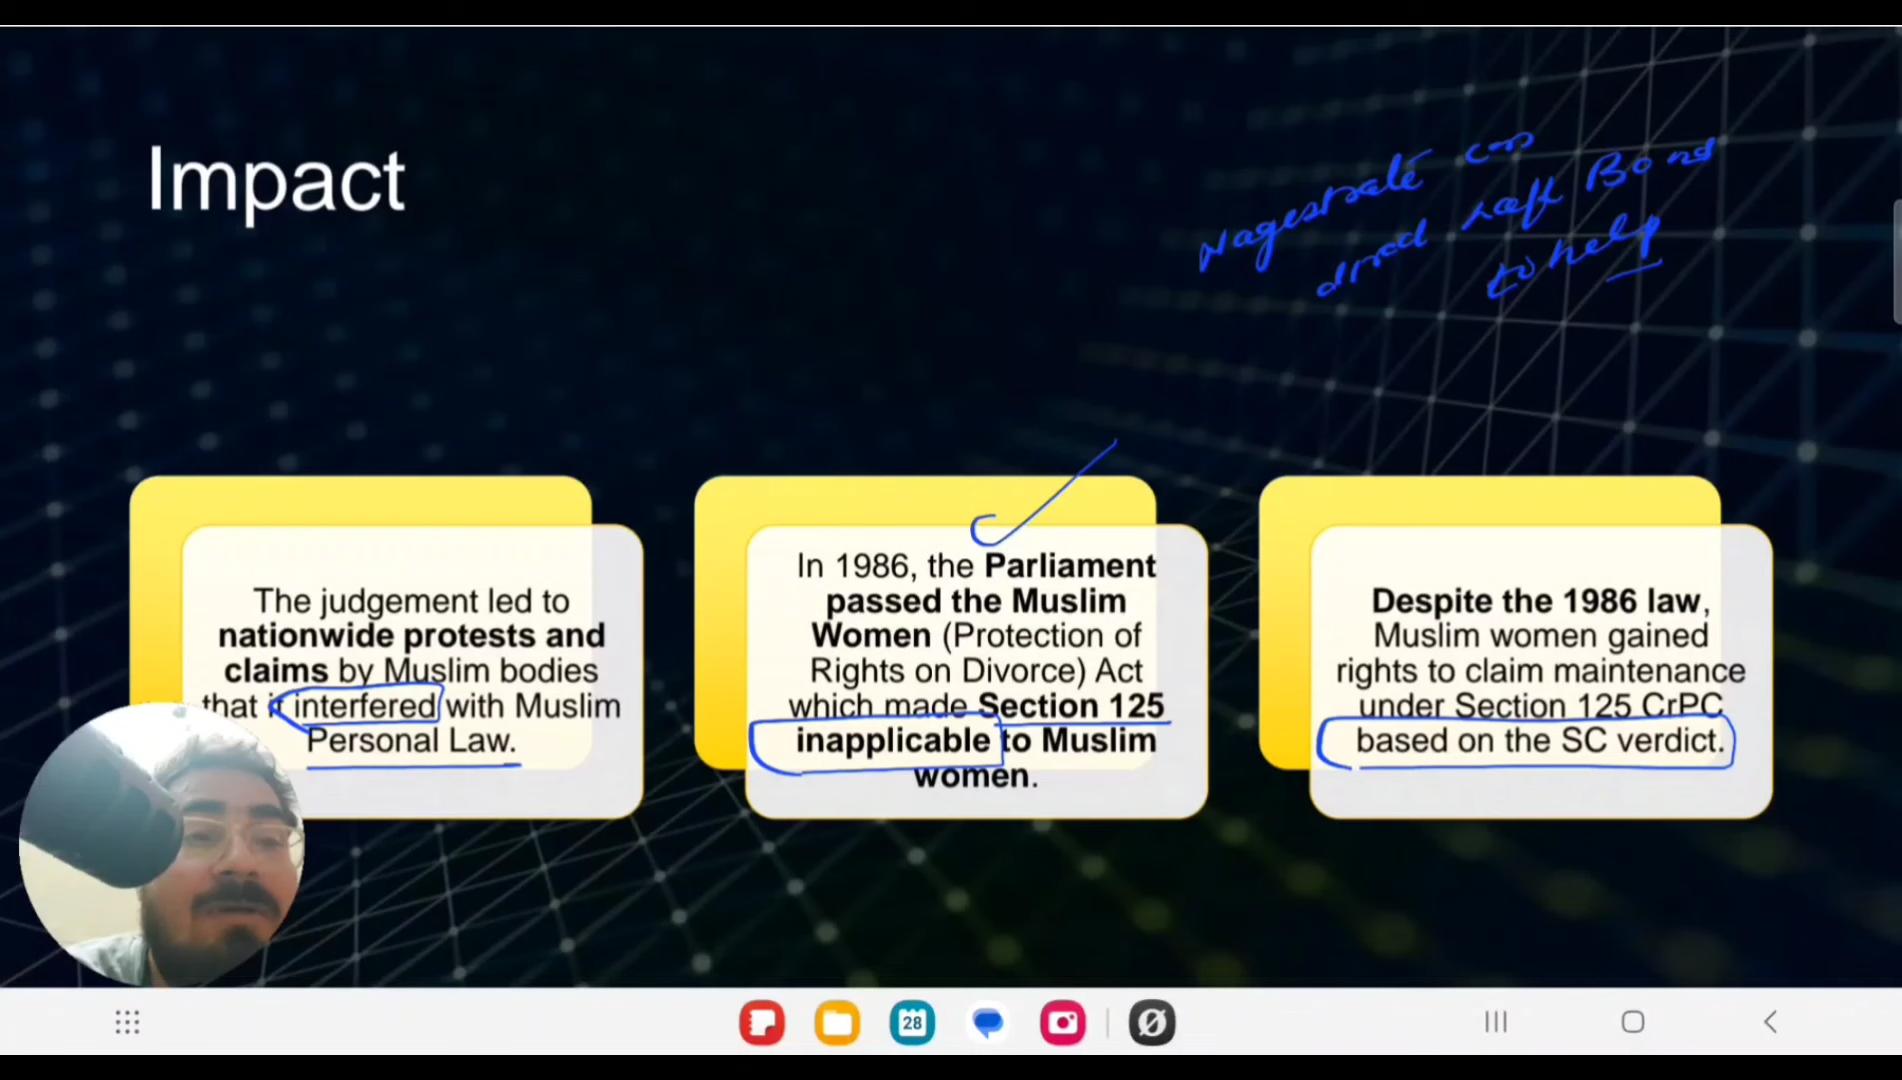 Impact
Magestrate can
direct waft Board
to help
The judgement led to
nationwide protests and
claims by Muslim bodies
that it interfered with Muslim
Personal Law.
In 1986, the Parliament
passed the Muslim
Women (Protection of
Rights on Divorce) Act
which made Section 125
inapplicable to Muslim
women.
Despite the 1986 law,
Muslim women gained
rights to claim maintenance
under Section 125 CrPC
based on the SC verdict.
28